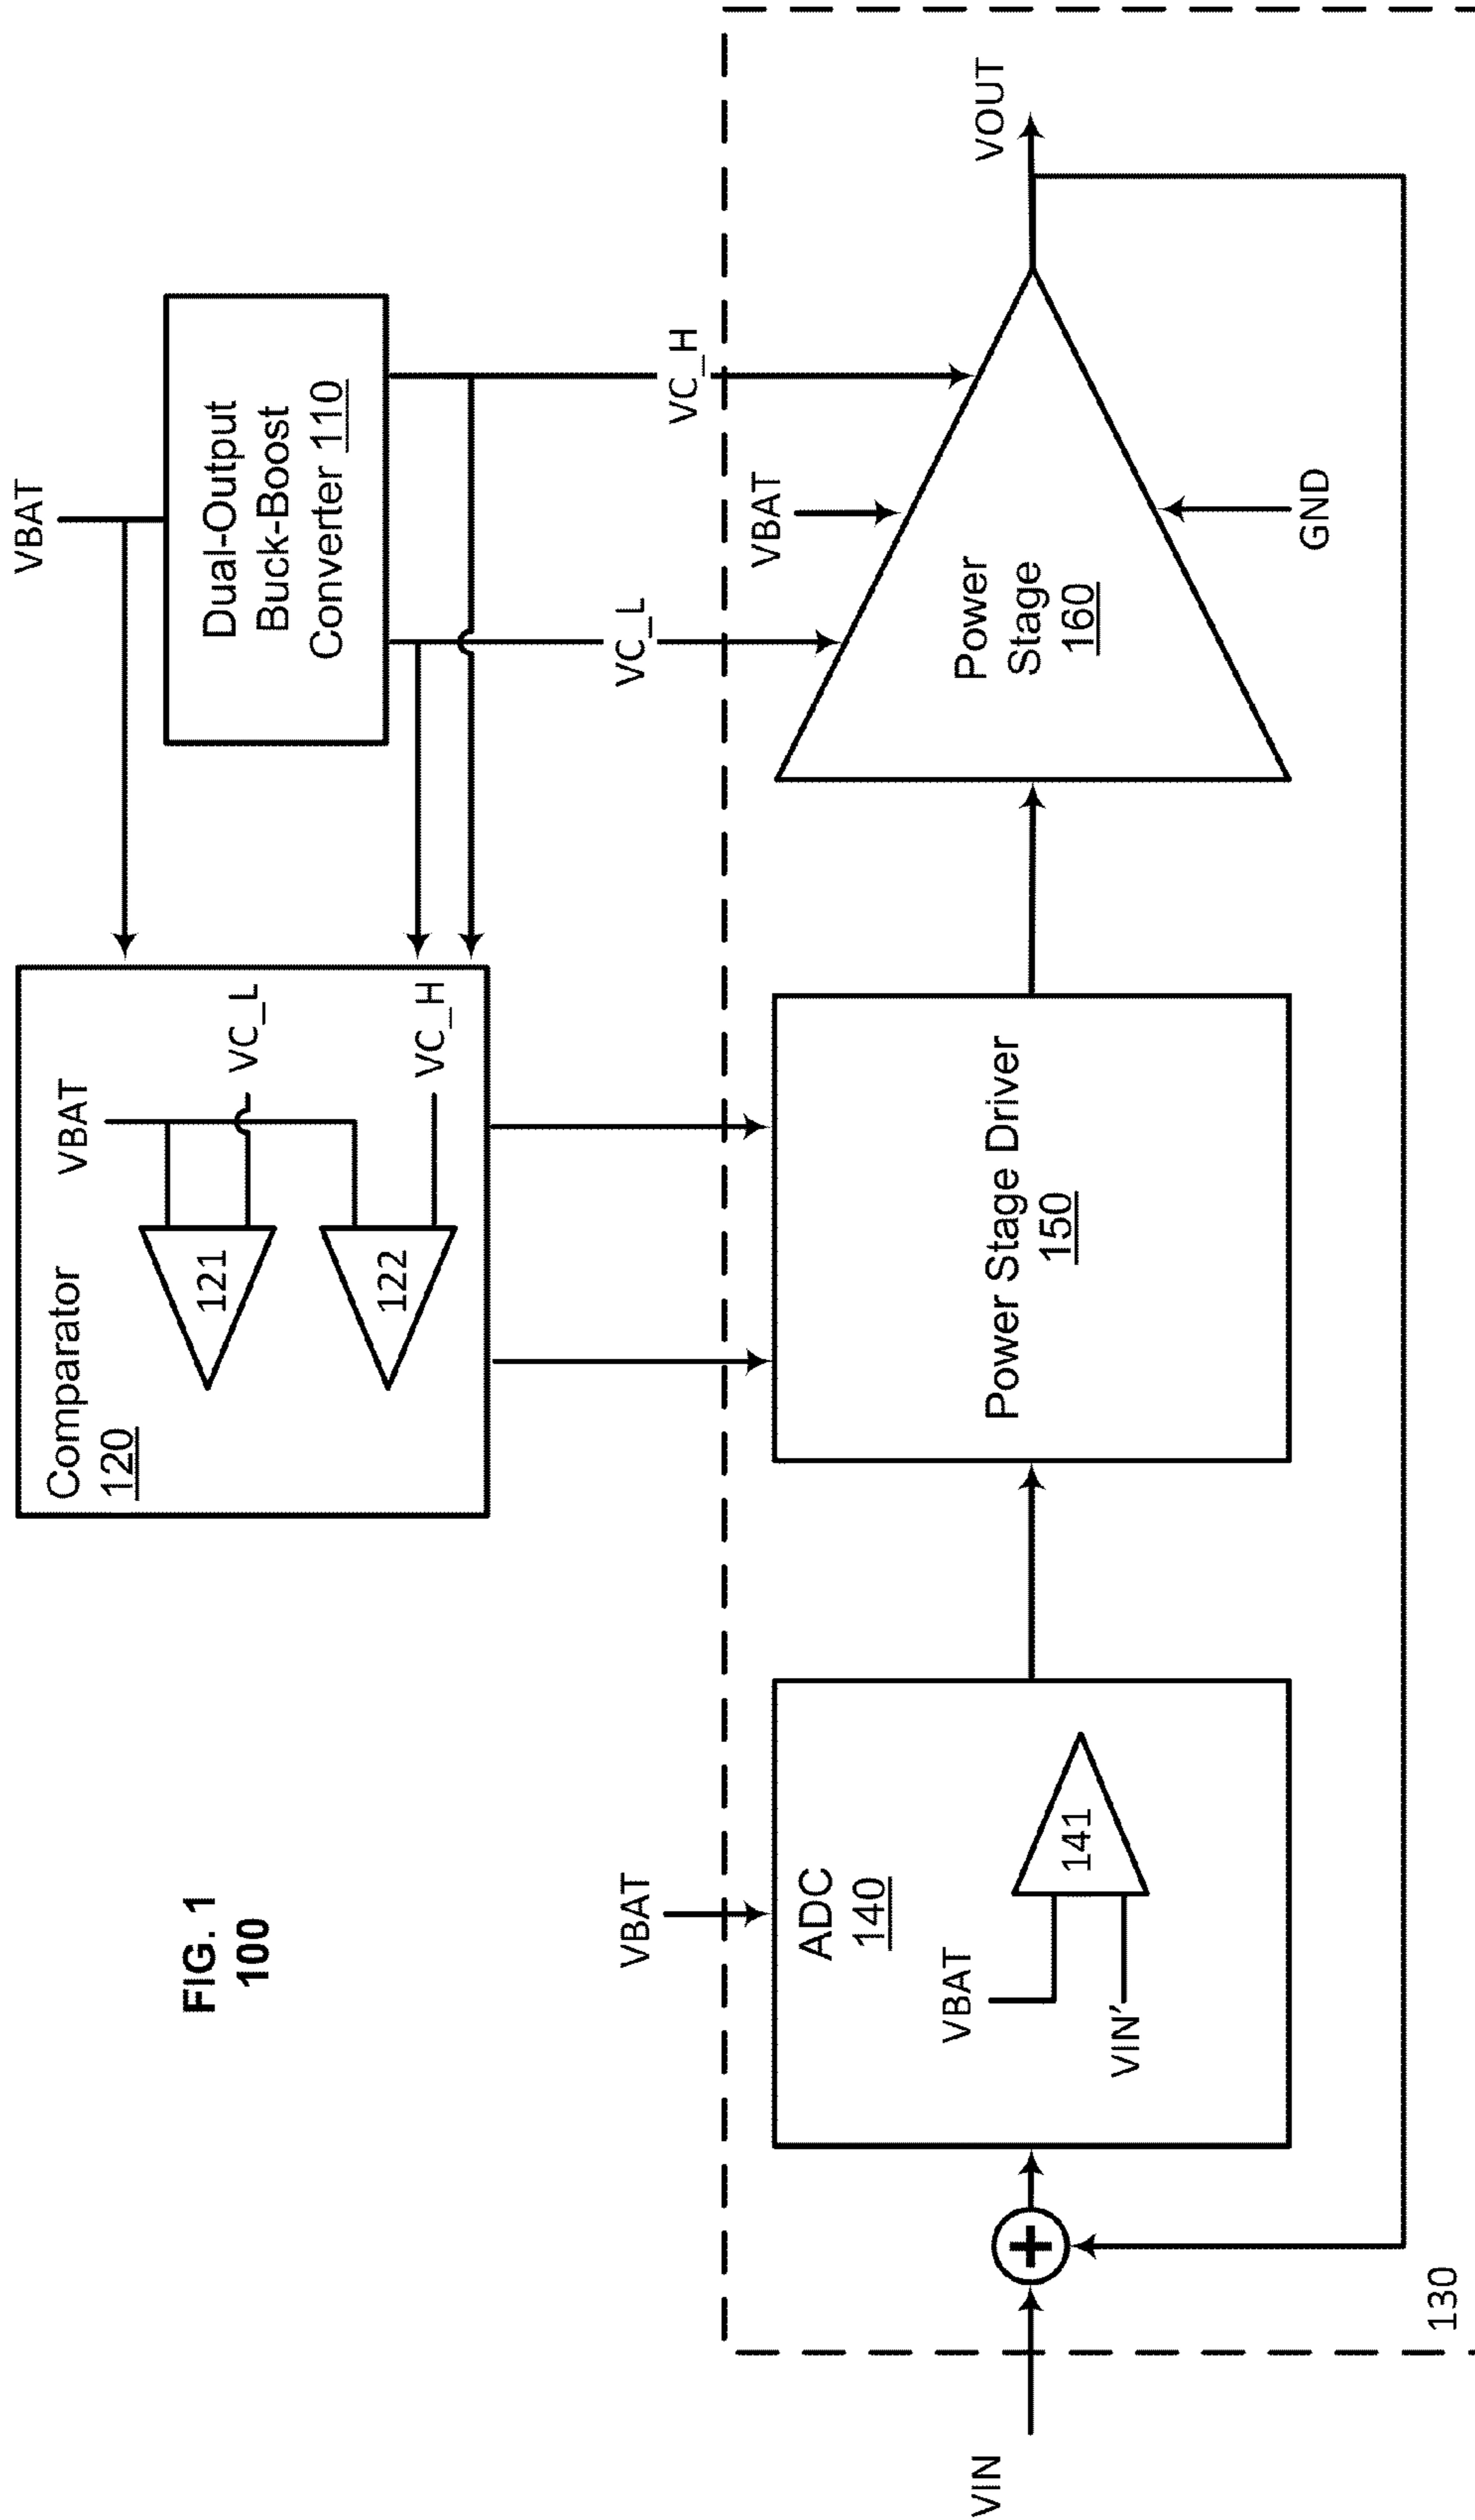 FIG. 1
100
VBAT
Comparator
120
VBAT
VC_L
VC_H
121
122
Dual-Output
Buck-Boost
Converter 110
VC_L
VC_H
VBAT
VIN
ADC
140
VBAT
VIN’
141
Power Stage Driver
150
VBAT
Power
Stage
160
GND
VOUT
130